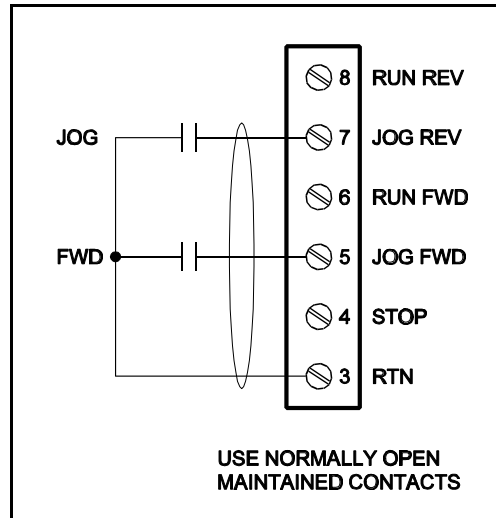 8 RUN REV
JOG 7 JOG REV
6 RUN FWD
FWD 5 JOG FWD
4 STOP
3 RTN
USE NORMALLY OPEN
MAINTAINED CONTACTS